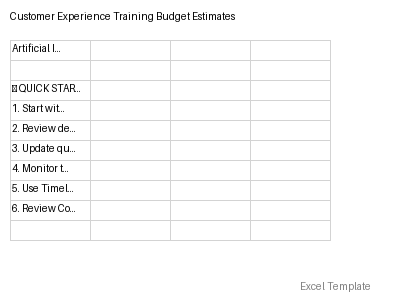 Customer Experience Training Budget Estimates
Artificial I...
QUICK STAR...
1. Start wit...
2. Review de...
3. Update qu...
4. Monitor t...
5. Use Timel...
6. Review Co...
Excel Template